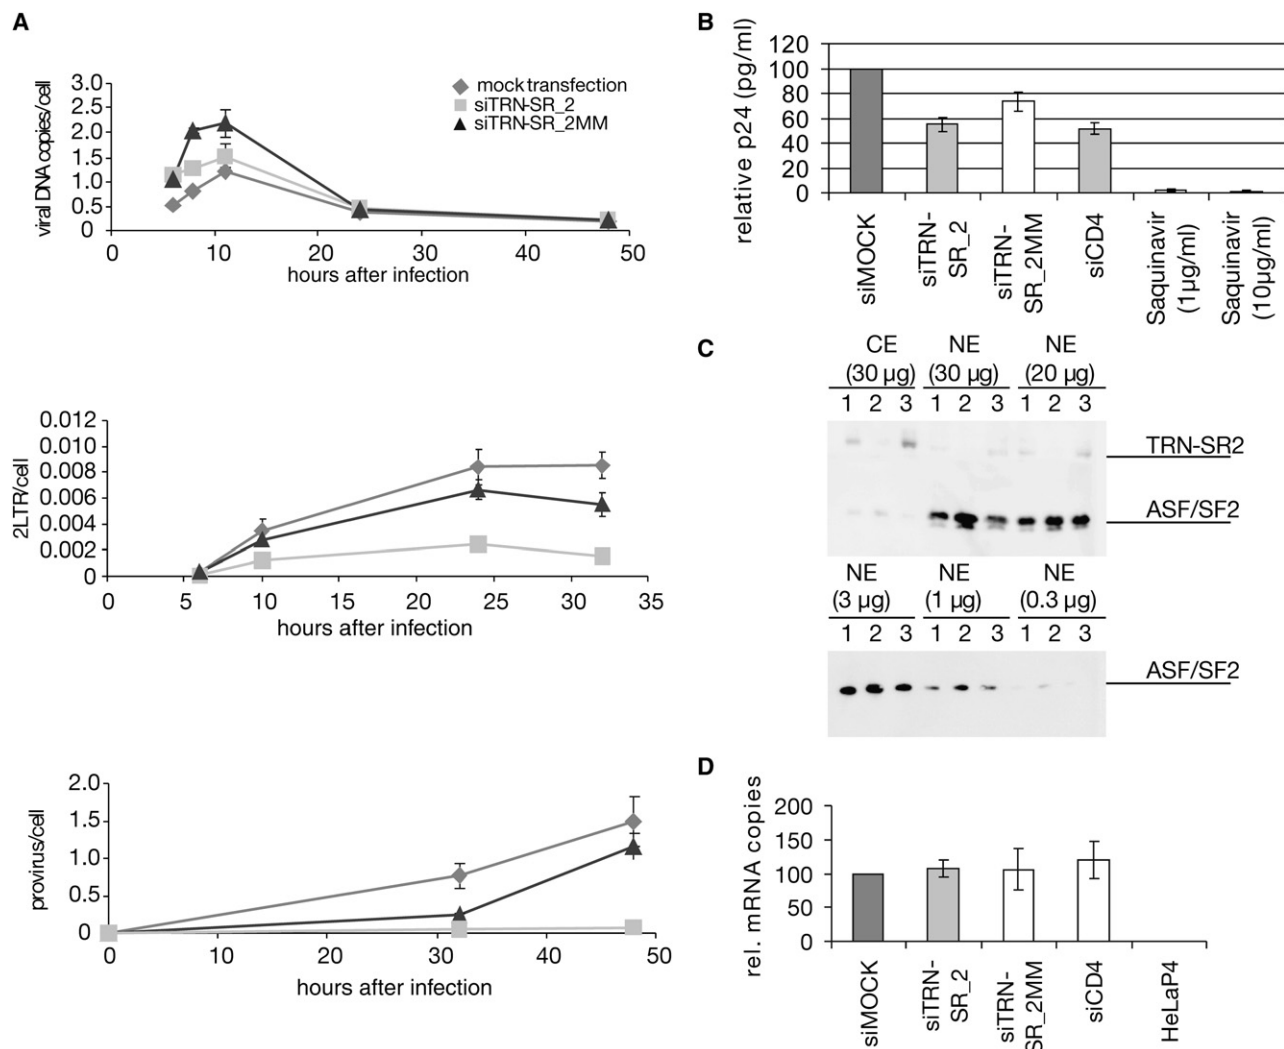 A
viral DNA copies/cell
3.0
2.5
2.0
1.5
1.0
0.5
0
0 10 20 30 40 50
hours after infection
mock transfection
siTRN-SR_2
siTRN-SR_2MM
2LTR/cell
0.012
0.010
0.008
0.006
0.004
0.002
0
0 5 10 15 20 25 30 35
hours after infection
provirus/cell
2.0
1.5
1.0
0.5
0
0 10 20 30 40 50
hours after infection
B
relative p24 (pg/ml)
120
100
80
60
40
20
0
siMOCK
siTRN-
SR_2
siTRN-
SR_2MM
siCD4
Saquinavir
(1µg/ml)
Saquinavir
(10µg/ml)
C
CE NE NE
(30 µg) (30 µg) (20 µg)
1 2 3 1 2 3 1 2 3
TRN-SR2
ASF/SF2
NE NE NE
(3 µg) (1 µg) (0.3 µg)
1 2 3 1 2 3 1 2 3
ASF/SF2
D
rel. mRNA copies
200
150
100
50
0
siMOCK
siTRN-
SR_2
siTRN-
SR_2MM
siCD4
HeLaP4